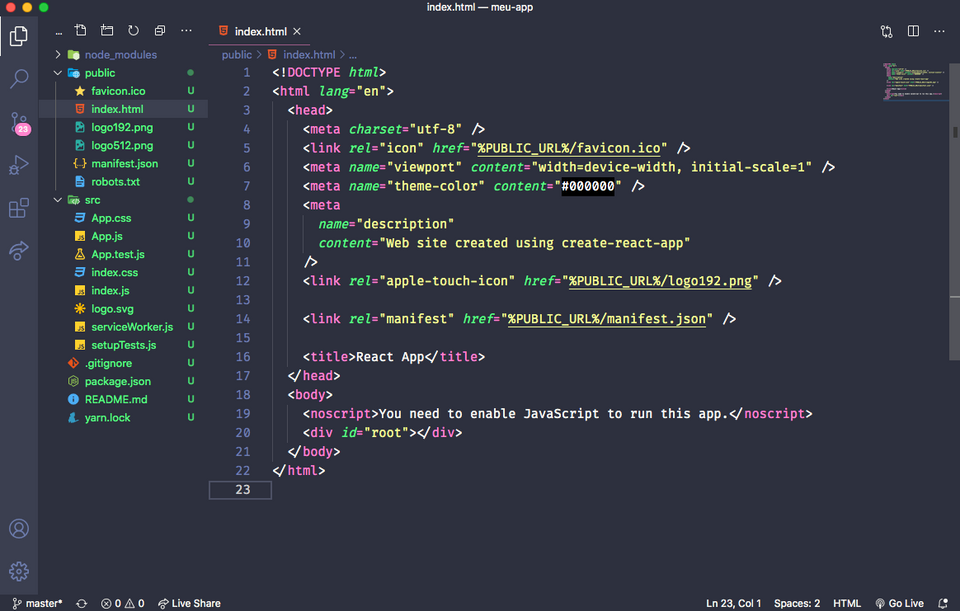 index.html — meu-app
index.html
node_modules
public
U favicon.ico
index.html U
logo192.png U
logo512.png U
manifest.json U
robots.txt U
src
App.css U
App.js U
App.test.js U
index.css U
index.js U
logo.svg U
serviceWorker.js U
setupTests.js U
.gitignore U
package.json U
README.md U
yarn.lock U
23
public > index.html > ...
1 <!DOCTYPE html>
2 <html lang="en">
3 <head>
4 <meta charset="utf-8" />
5 <link rel="icon" href="%PUBLIC_URL%/favicon.ico" />
6 <meta name="viewport" content="width=device-width, initial-scale=1" />
7 <meta name="theme-color" content="#000000" />
8 <meta
9 name="description"
10 content="Web site created using create-react-app"
11 />
12 <link rel="apple-touch-icon" href="%PUBLIC_URL%/logo192.png" />
13
14 <link rel="manifest" href="%PUBLIC_URL%/manifest.json" />
15
16 <title>React App</title>
17 </head>
18 <body>
19 <noscript>You need to enable JavaScript to run this app.</noscript>
20 <div id="root"></div>
21 </body>
22 </html>
23
master* 0 0 Live Share Ln 23, Col 1 Spaces: 2 HTML Go Live